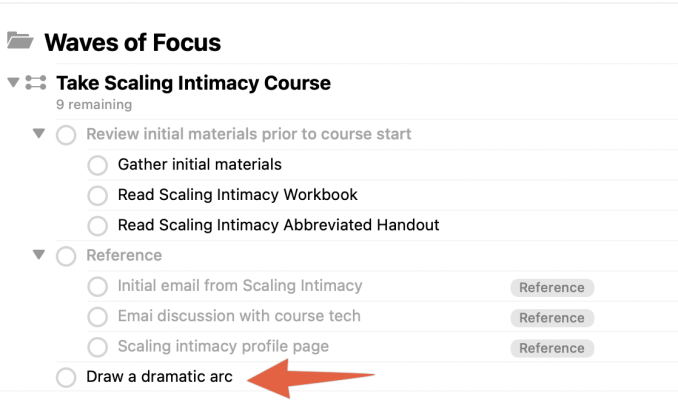 Waves of Focus
Take Scaling Intimacy Course
9 remaining
Review initial materials prior to course start
Gather initial materials
Read Scaling Intimacy Workbook
Read Scaling Intimacy Abbreviated Handout
Reference
Initial email from Scaling Intimacy Reference
Emai discussion with course tech Reference
Scaling intimacy profile page Reference
Draw a dramatic arc